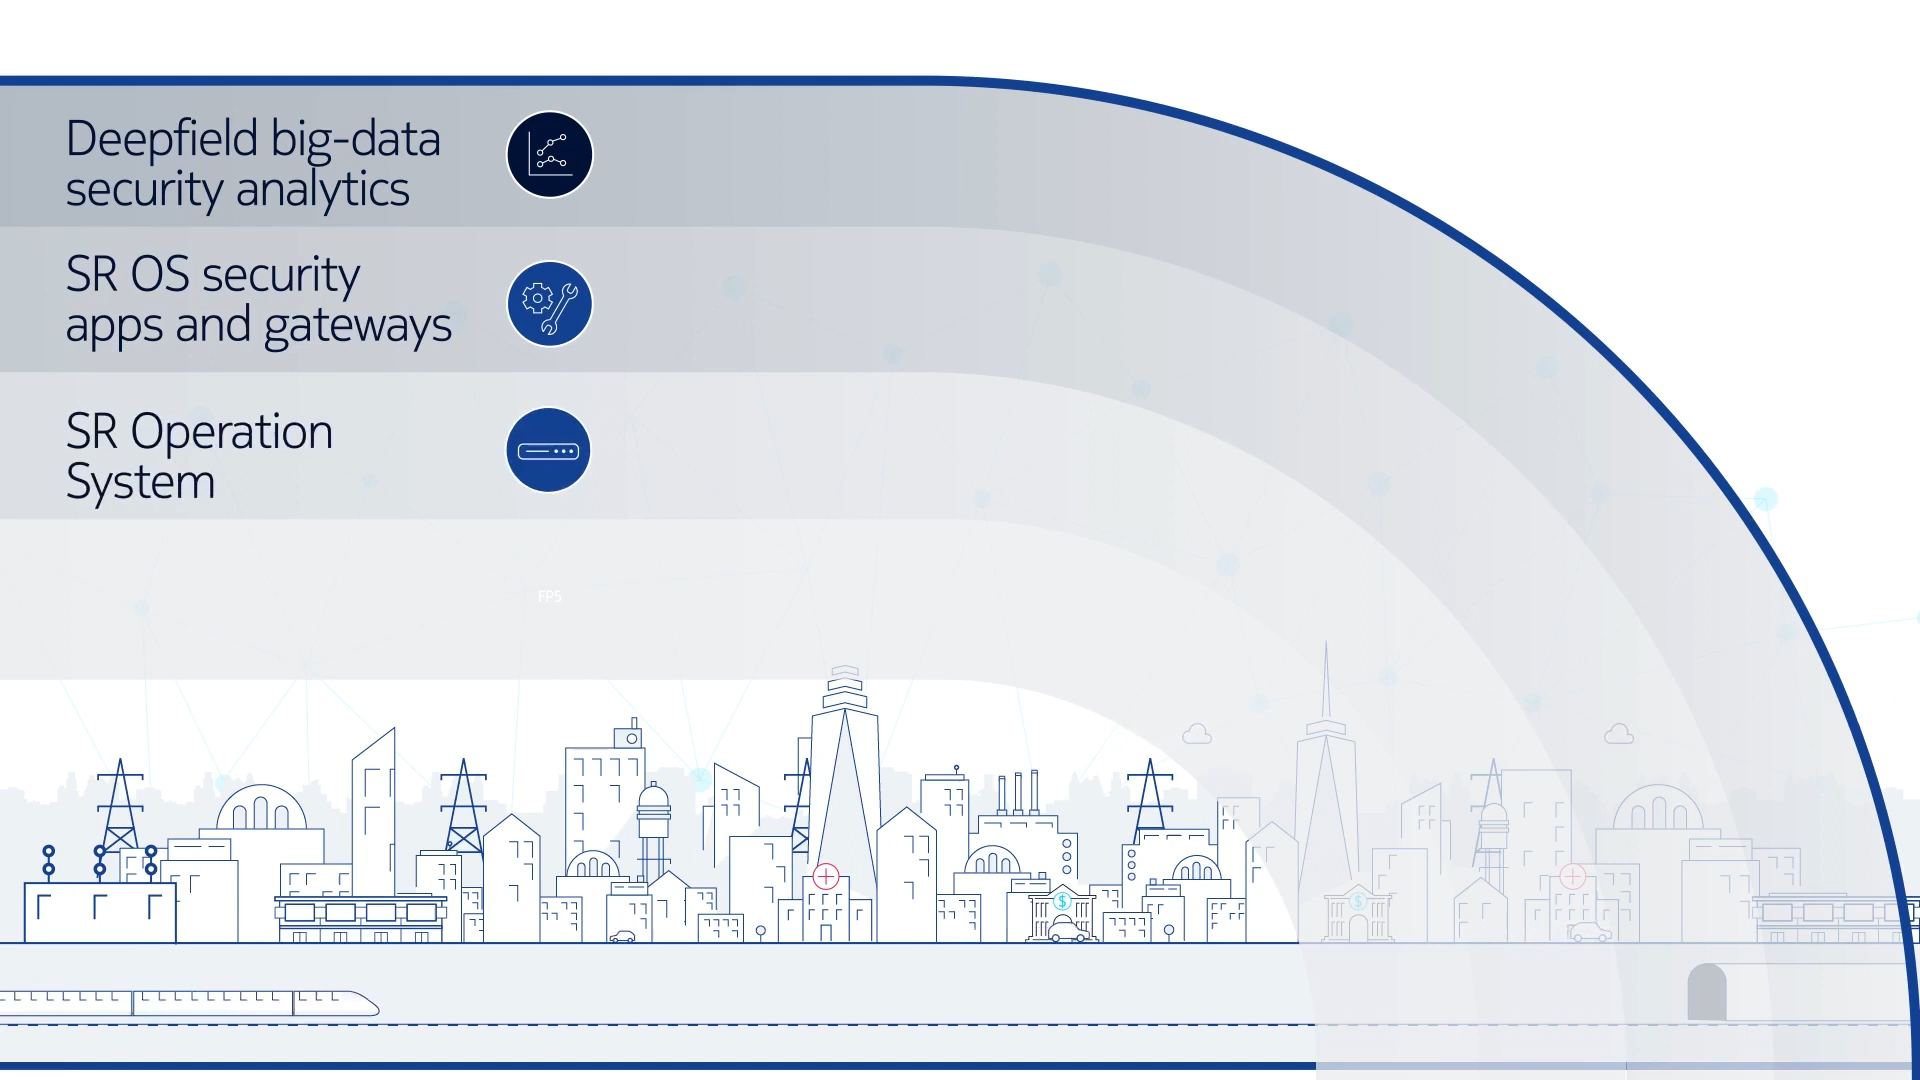 Deepfield big-data
security analytics
SR OS security
apps and gateways
SR Operation
System
FP5
$
$